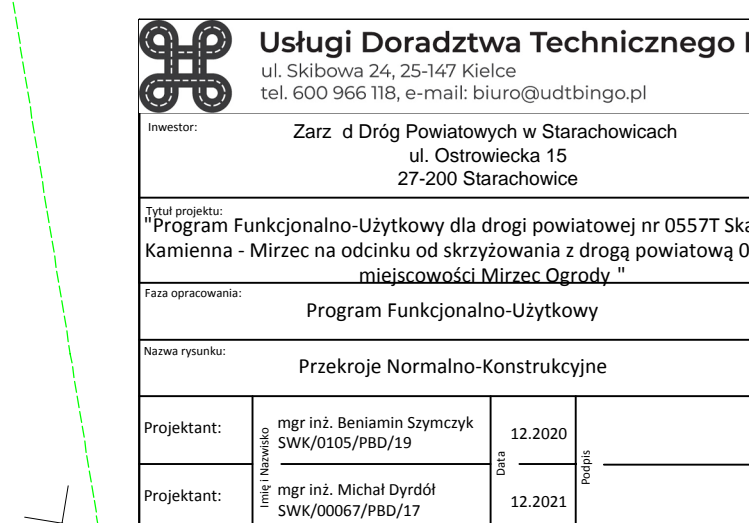 Usługi Doradztwa Technicznego
ul. Skibowa 24, 25-147 Kielce
tel. 600 966 118, e-mail: biuro@udtbingo.pl
Inwestor:
Zarz d Dróg Powiatowych w Starachowicach
ul. Ostrowiecka 15
27-200 Starachowice
Tytuł projektu:
"Program Funkcjonalno-Użytkowy dla drogi powiatowej nr 0557T Ska
Kamienna - Mirzec na odcinku od skrzyżowania z drogą powiatową 0
miejscowości Mirzec Ogrody "
Faza opracowania:
Program Funkcjonalno-Użytkowy
Nazwa rysunku:
Przekroje Normalno-Konstrukcyjne
Projektant:
Imię i Nazwisko
mgr inż. Beniamin Szymczyk
SWK/0105/PBD/19
Data
12.2020
Podpis
Projektant:
mgr inż. Michał Dyrdół
SWK/00067/PBD/17
12.2021